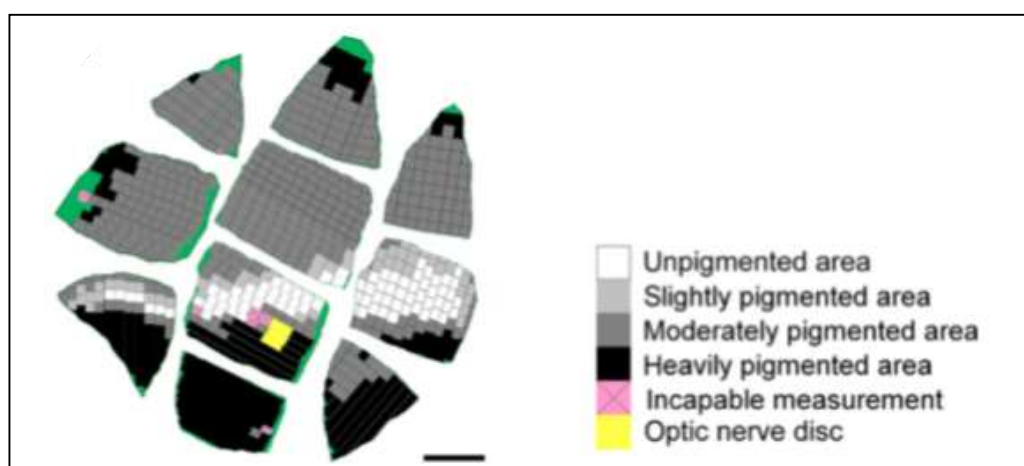 Unpigmented area
Slightly pigmented area
Moderately pigmented area
Heavily pigmented area
Incapable measurement
Optic nerve disc